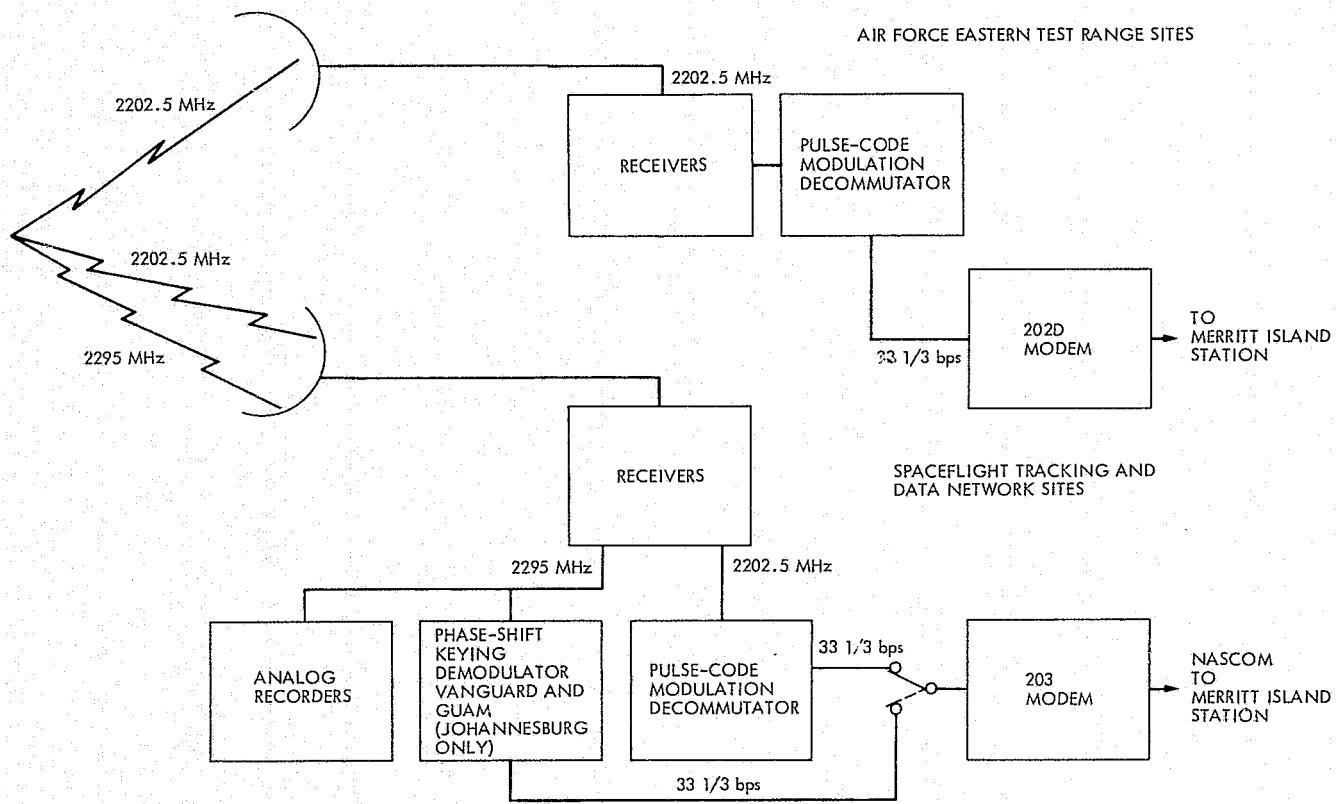 AIR FORCE EASTERN TEST RANGE SITES
2202.5 MHz
2202.5 MHz
RECEIVERS
PULSE-CODE
MODULATION
DECOMMUTATOR
2202.5 MHz
2295 MHz
33 1/3 bps
202D
MODEM
TO
MERRITT ISLAND
STATION
RECEIVERS
SPACEFLIGHT TRACKING AND
DATA NETWORK SITES
2295 MHz
2202.5 MHz
ANALOG
RECORDERS
PHASE-SHIFT
KEYING
DEMODULATOR
VANGUARD AND
GUAM
(JOHANNESBURG
ONLY)
PULSE-CODE
MODULATION
DECOMMUTATOR
33 1/3 bps
203
MODEM
NASCOM
TO
MERRITT ISLAND
STATION
33 1/3 bps